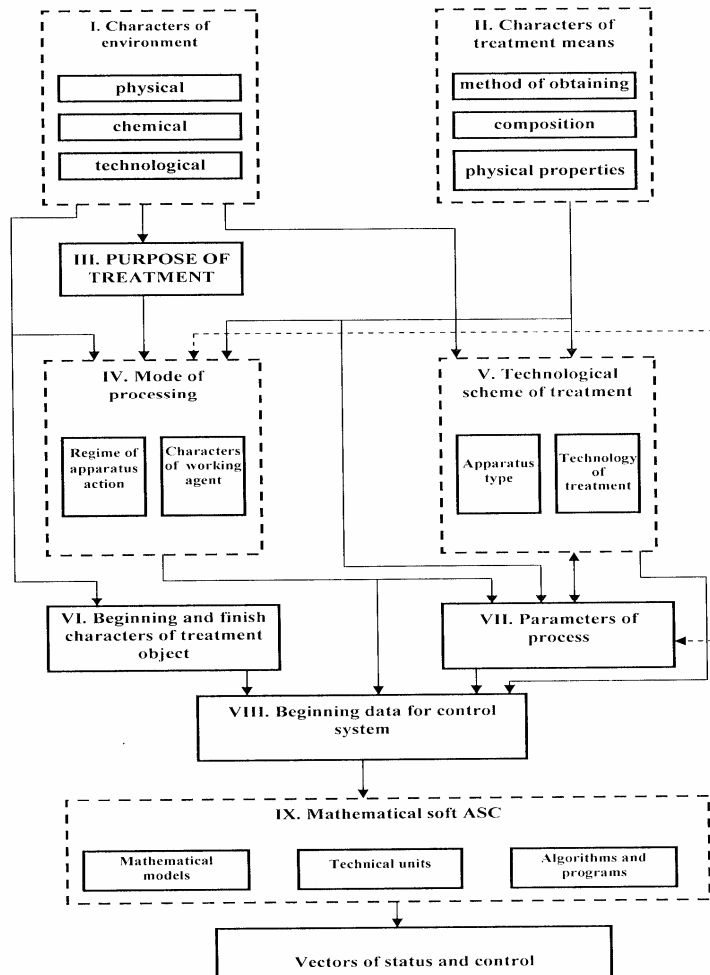 I. Characters of
environment
physical
chemical
technological
II. Characters of
treatment means
method of obtaining
composition
physical properties
III. PURPOSE OF
TREATMENT
IV. Mode of
processing
Regime of
apparatus
action
Characters
of working
agent
V. Technological
scheme of treatment
Apparatus
type
Technology
of
treatment
VI. Beginning and finish
characters of treatment
object
VII. Parameters of
process
VIII. Beginning data for control
system
IX. Mathematical soft ASC
Mathematical
models
Technical units
Algorithms and
programs
Vectors of status and control